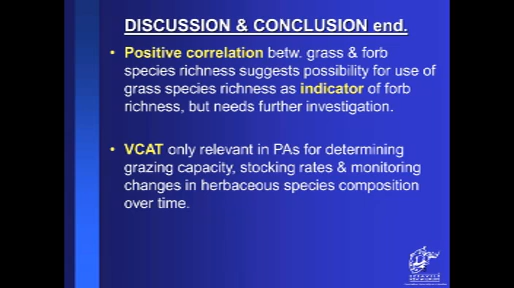 DISCUSSION & CONCLUSION end.
• Positive correlation betw. grass & forb
species richness suggests possibility for use of
grass species richness as indicator of forb
richness, but needs further investigation.
• VCAT only relevant in PAs for determining
grazing capacity, stocking rates & monitoring
changes in herbaceous species composition
over time.